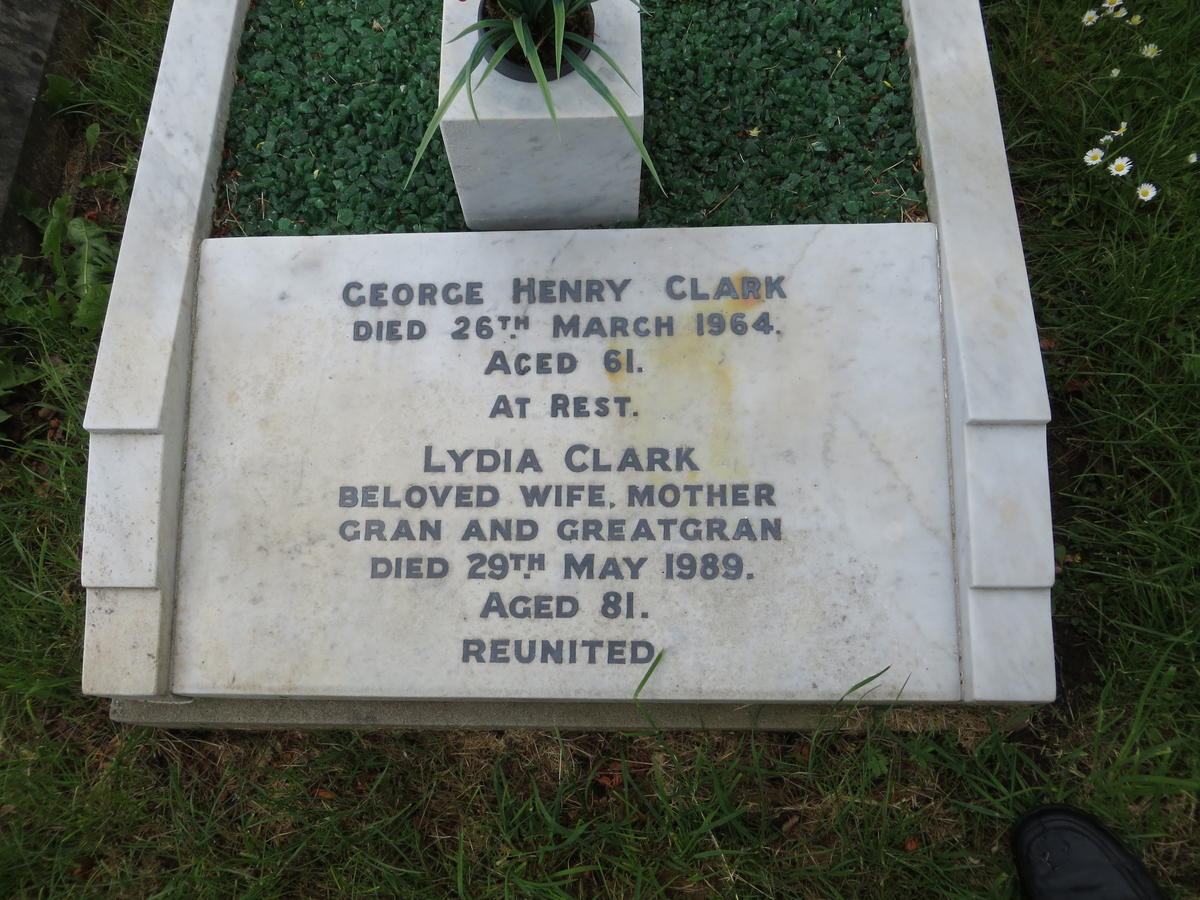 GEORGE HENRY CLARK
DIED 26TH MARCH 1964.
AGED 61.
AT REST.
LYDIA CLARK
BELOVED WIFE, MOTHER
GRAN AND GREATGRAN
DIED 29TH MAY 1989.
AGED 81.
REUNITED